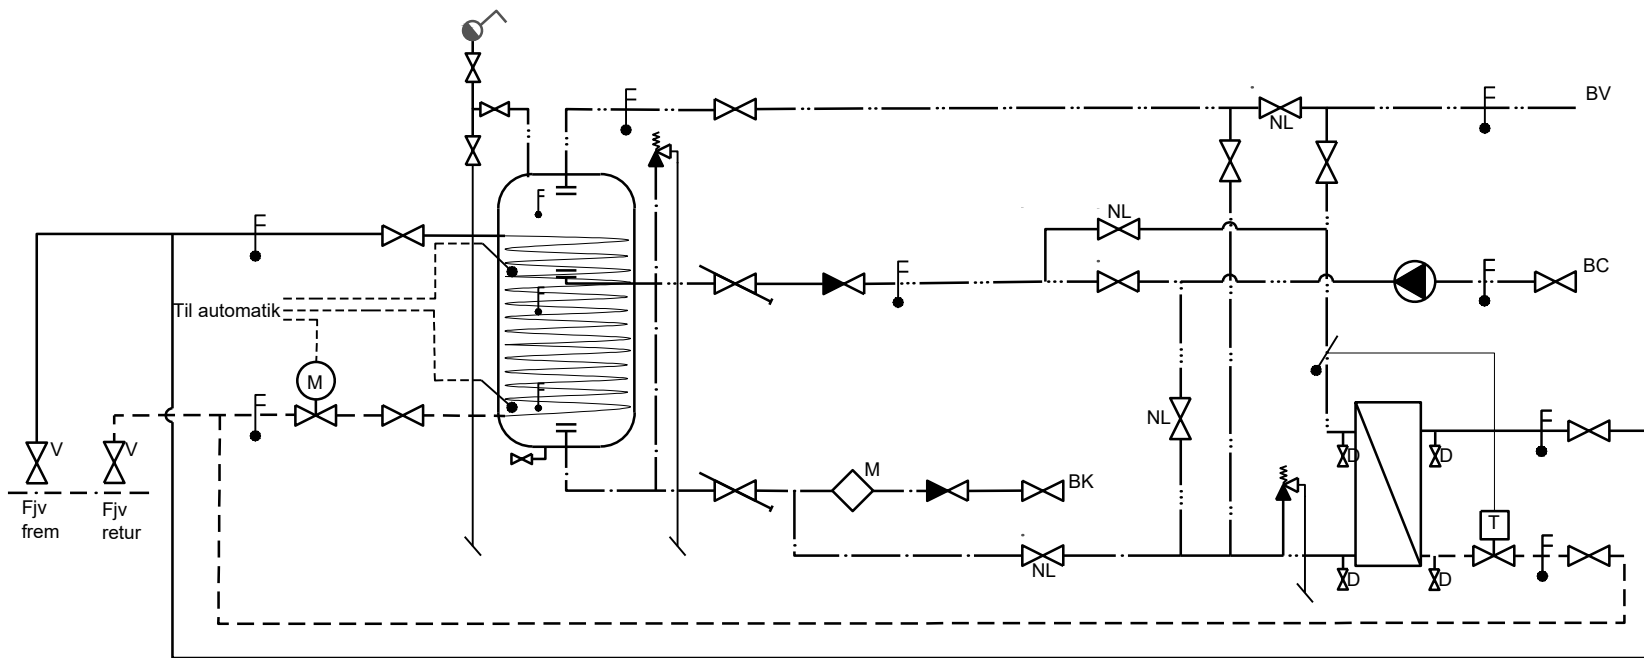 BV
NL
NL
BC
Til automatik
M
NL
V
V
D
D
M
BK
Fjv
frem
Fjv
retur
T
NL
D
D